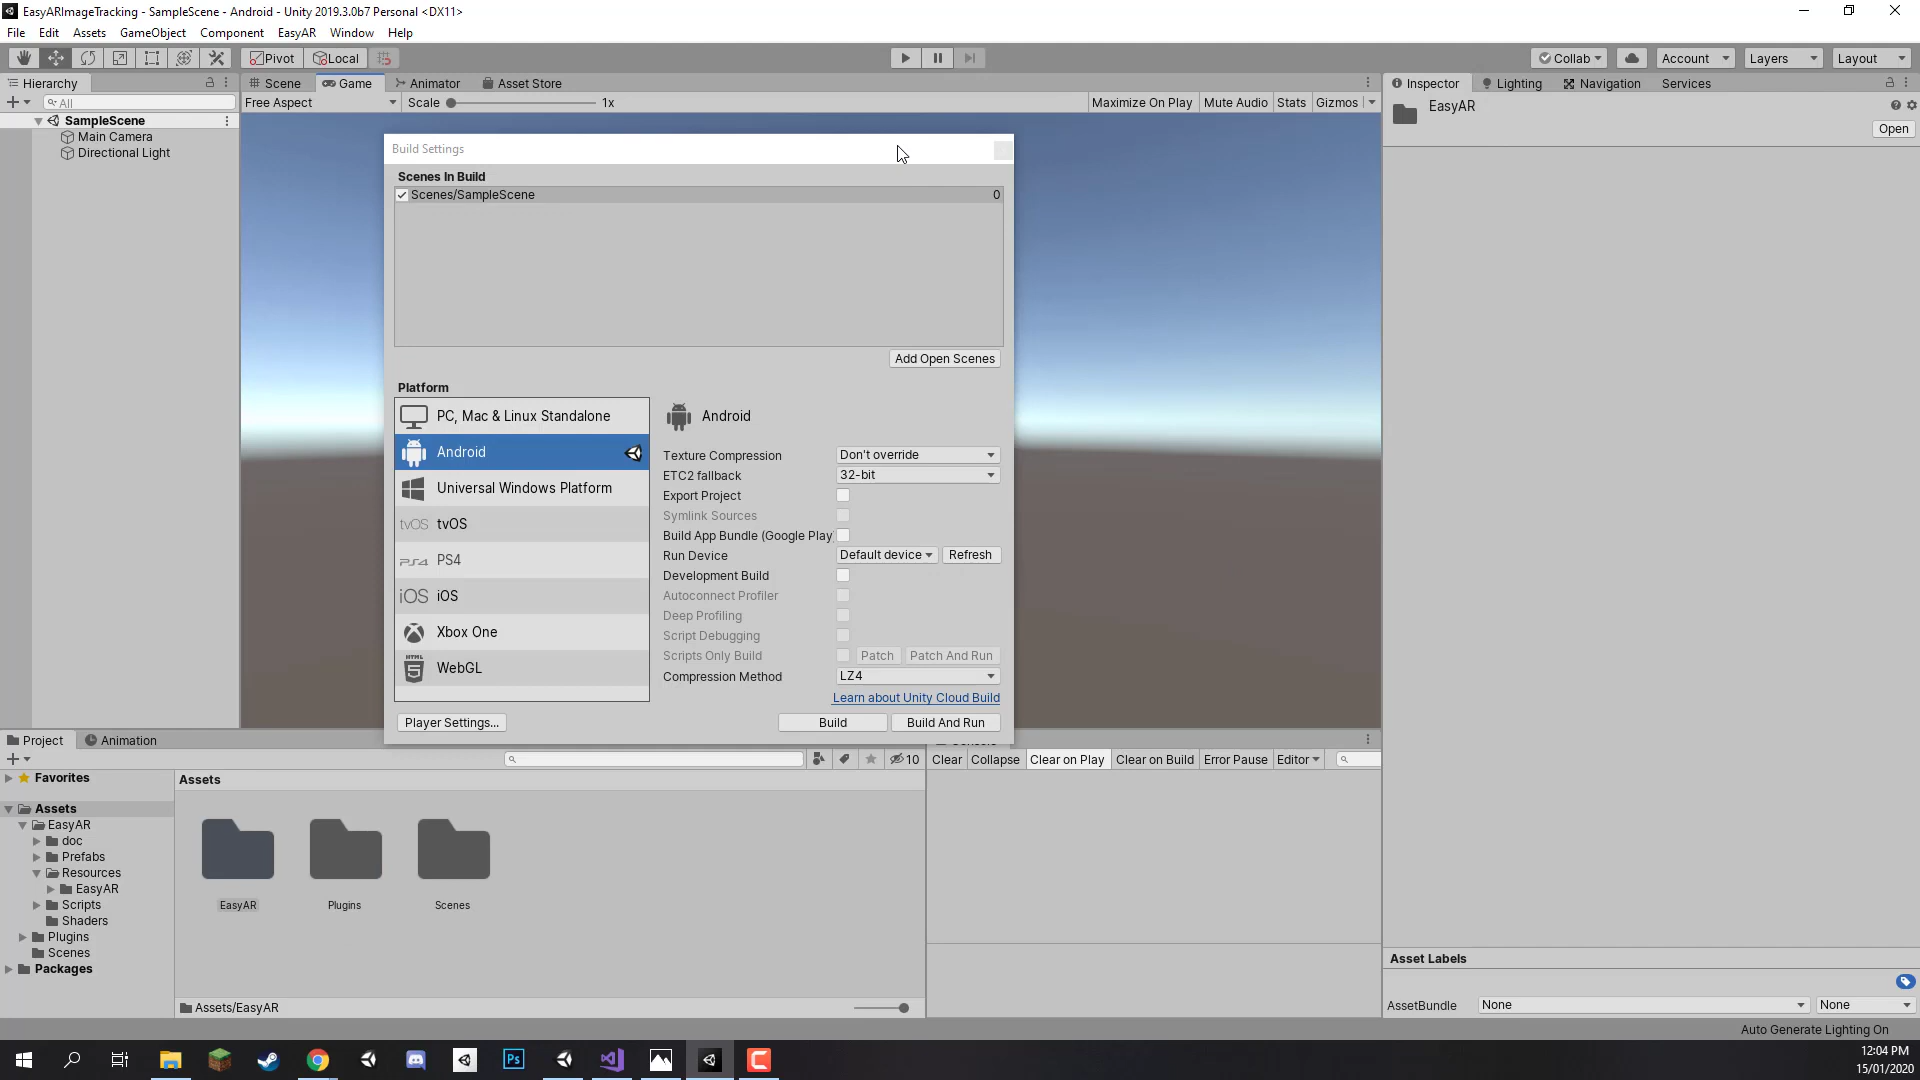 EasyARImageTracking - SampleScene - Android - Unity 2019.3.0b7 Personal <DX11>
File Edit Assets GameObject Component EasyAR Window Help
Pivot Local Collab Account Layers Layout
Hierarchy Scene Game Animator Asset Store Inspector Lighting Navigation Services
All Free Aspect Scale 1x Maximize On Play Mute Audio Stats Gizmos EasyAR
Open
SampleScene
Main Camera
Directional Light
Build Settings
Scenes In Build
Scenes/SampleScene 0
Add Open Scenes
Platform
PC, Mac & Linux Standalone
Android
Universal Windows Platform
tvOS tvOS
PS4
iOS iOS
Xbox One
HTML 5 WebGL
Android
Texture Compression Don't override
ETC2 fallback 32-bit
Export Project
Symlink Sources
Build App Bundle (Google Play
Run Device Default device Refresh
Development Build
Autoconnect Profiler
Deep Profiling
Script Debugging
Scripts Only Build Patch Patch And Run
Compression Method LZ4
Learn about Unity Cloud Build
Player Settings... Build Build And Run
Project Animation
10 Clear Collapse Clear on Play Clear on Build Error Pause Editor
Favorites
Assets
EasyAR
doc
Prefabs
Resources
EasyAR
Scripts
Shaders
Plugins
Scenes
Packages
Assets
EasyAR Plugins Scenes
Assets/EasyAR
Asset Labels
AssetBundle None None
Auto Generate Lighting On
Ps
12:04 PM
15/01/2020